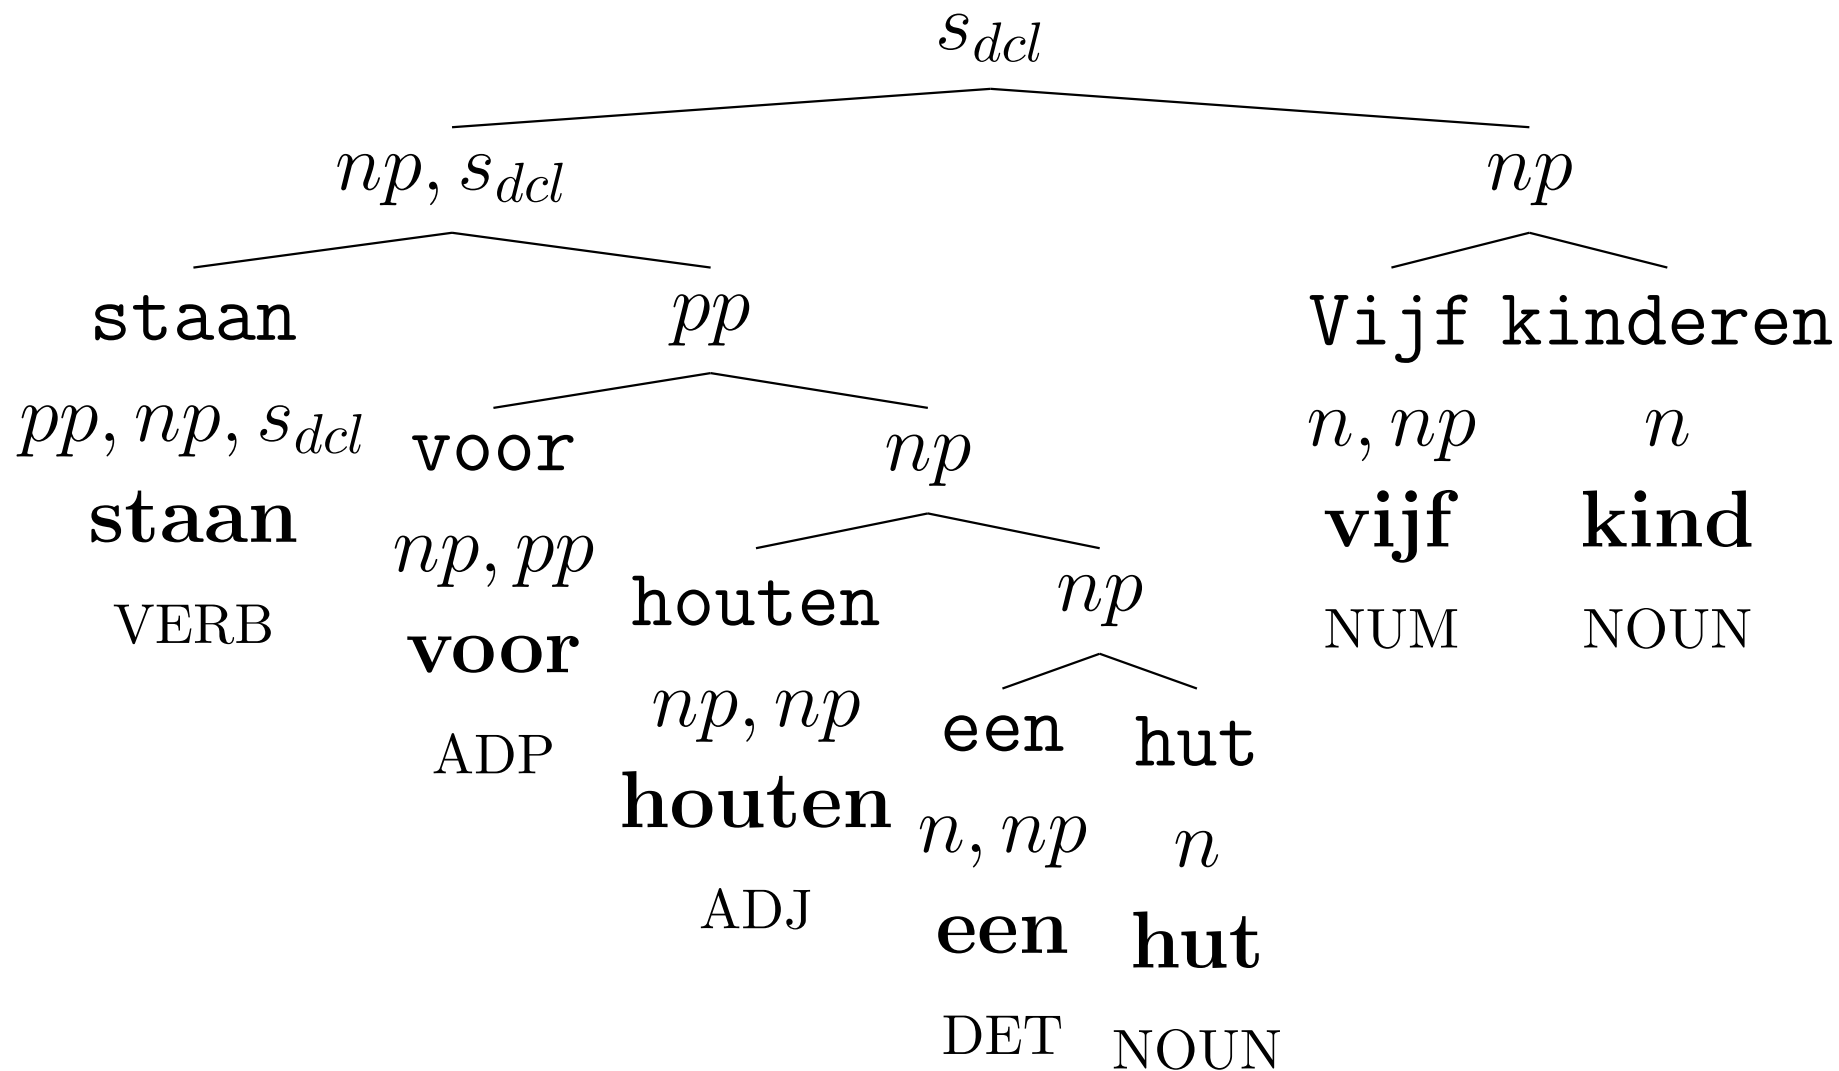 s_dcl
np, s_dcl np
staan pp Vijf kinderen
pp, np, s_dcl voor np n, np n
staan np, pp vijf kind
VERB voor houten np NUM NOUN
ADP np, np een hut
houten n, np n
ADJ een hut
DET NOUN